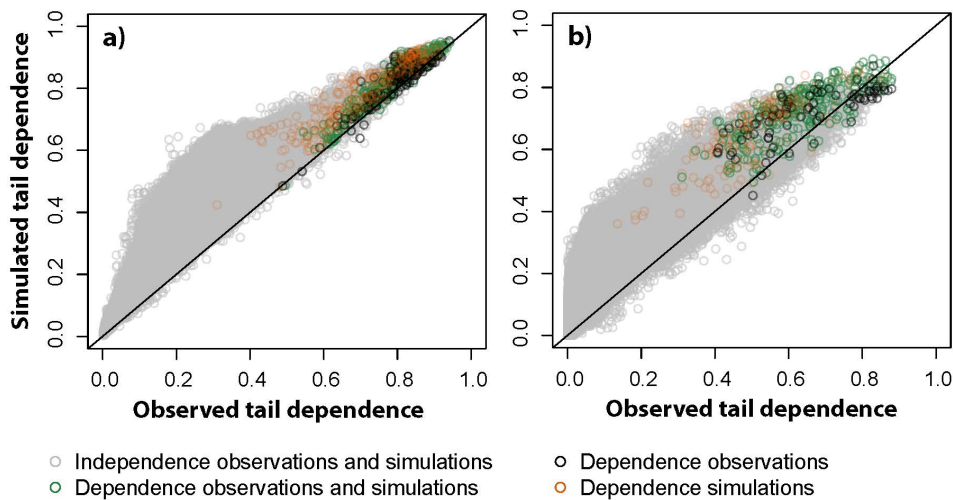 a)
Simulated tail dependence
1.0
0.8
0.6
0.4
0.2
0.0
0.0 0.2 0.4 0.6 0.8 1.0
Observed tail dependence
b)
1.0
0.8
0.6
0.4
0.2
0.0
0.0 0.2 0.4 0.6 0.8 1.0
Observed tail dependence
Independence observations and simulations
Dependence observations and simulations
Dependence observations
Dependence simulations